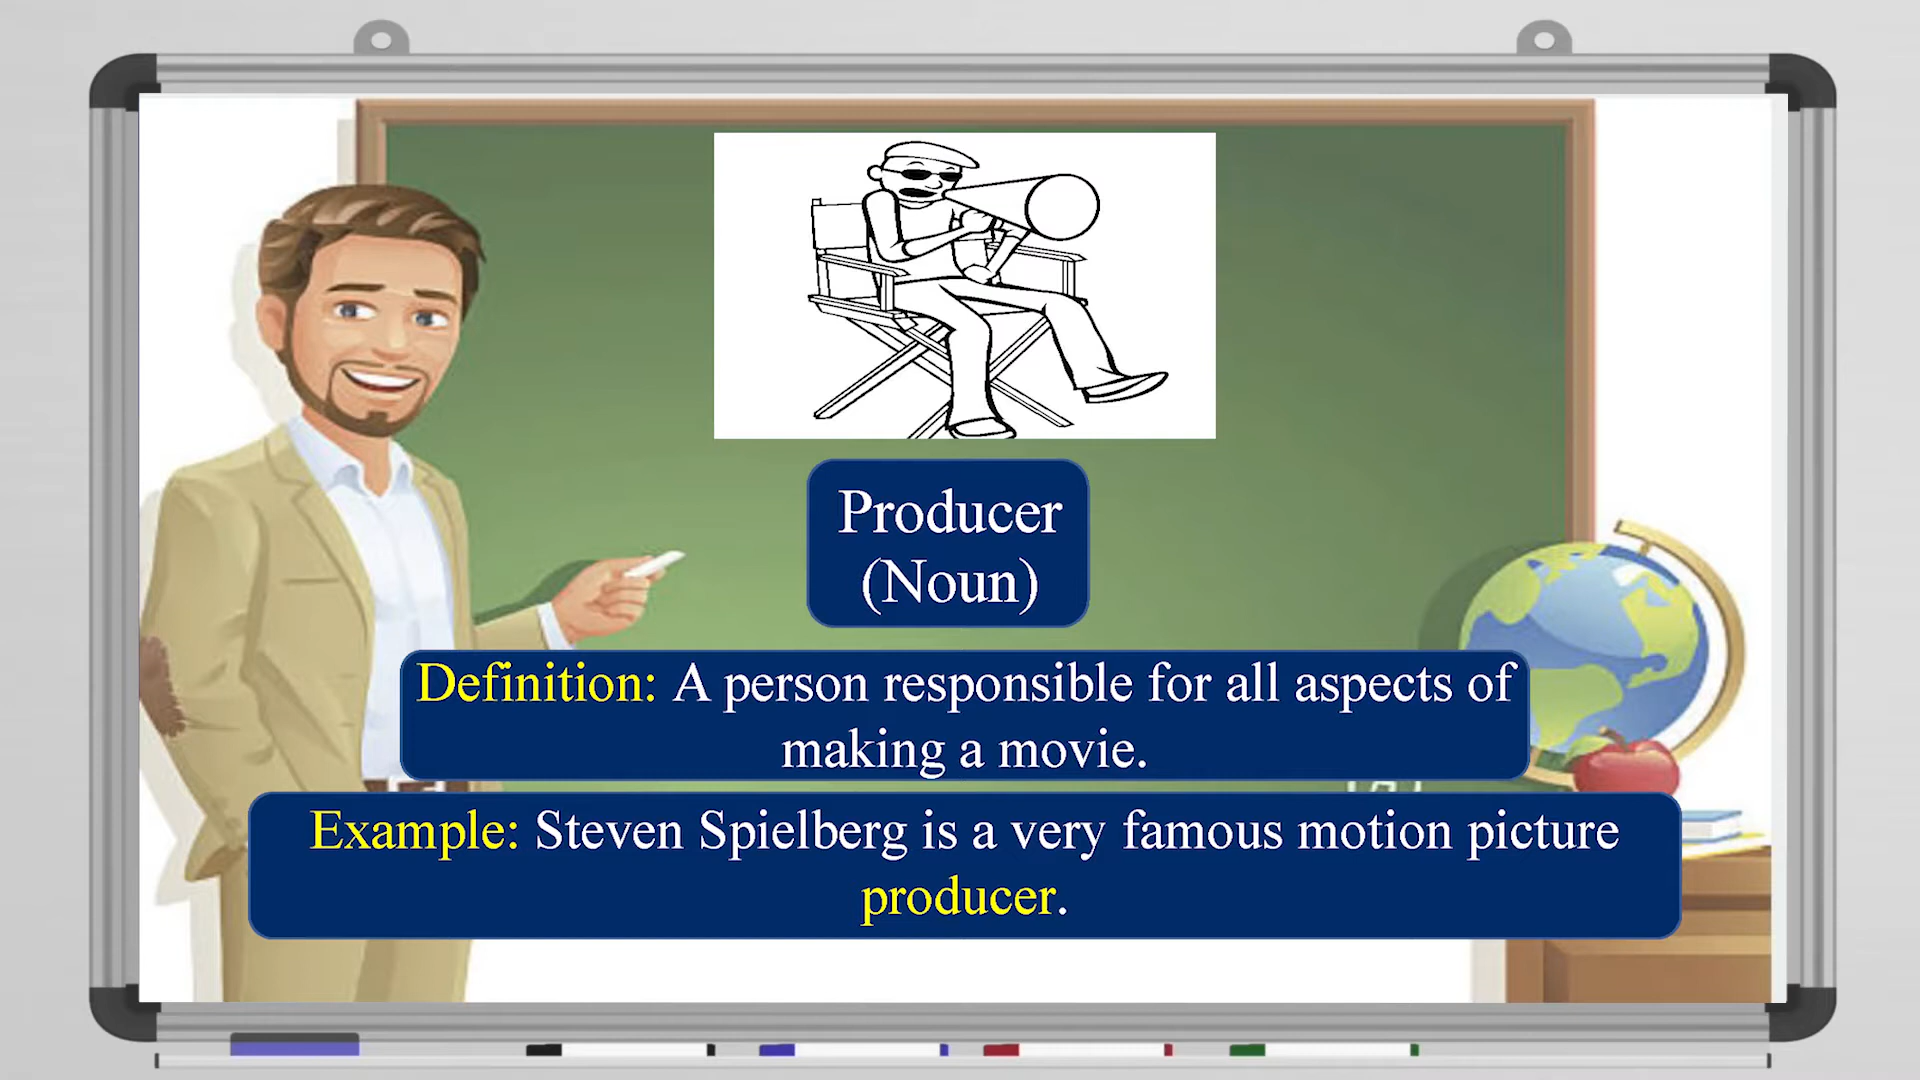 Producer
(Noun)
Definition: A person responsible for all aspects of
making a movie.
Example: Steven Spielberg is a very famous motion picture
producer.